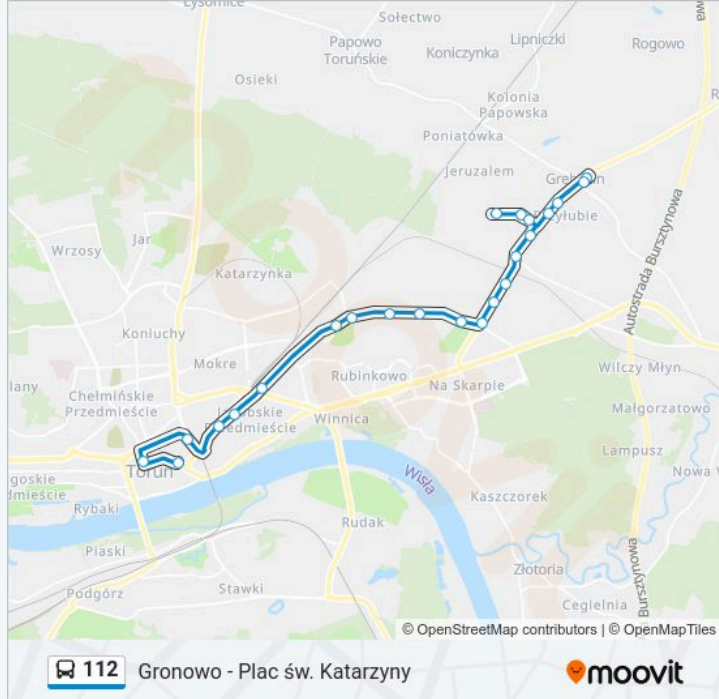 Łysomice
Sołectwo
Papowo
Toruńskie
Lipniczki
Koniczynka
Rogowo
Osieki
Kolonia
Papowska
Poniatówka
Jeruzalem
Autostrada Bursztynowa
Wrzosy
Jar
Katarzynka
Koniuchy
Mokre
Rubinkowo
Na Skarpie
Wilczy Młyn
Małgorzatowo
Chełmińskie
Przedmieście
Winnica
Lampusz
Toruń
Wisła
Kaszczorek
Nowa W
Rybaki
Rudak
Piaski
Złotoria
Podgórz
Stawki
Cegielnia
Bursztynowa
© OpenStreetMap contributors | © OpenMapTiles
112 Gronowo - Plac św. Katarzyny
moovit